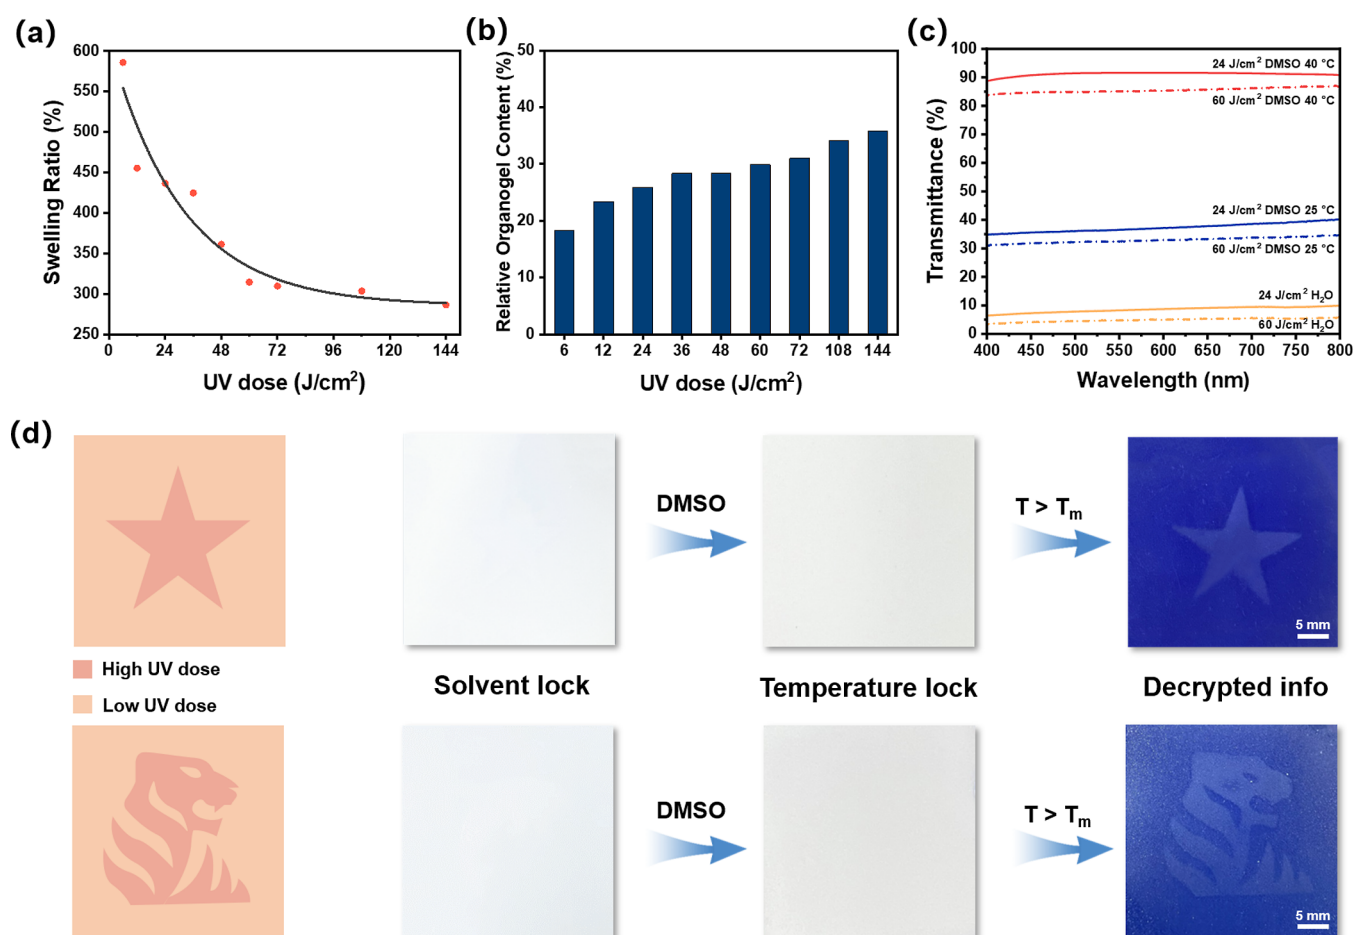 (a)
600
550
500
450
400
350
300
250
Swelling Ratio (%)
0 24 48 72 96 120 144
UV dose (J/cm²)
(b)
50
40
30
20
10
0
Relative Organogel Content (%)
6 12 24 36 48 60 72 108 144
UV dose (J/cm²)
(c)
100
90
80
70
60
50
40
30
20
10
0
Transmittance (%)
24 J/cm² DMSO 40 °C
60 J/cm² DMSO 40 °C
24 J/cm² DMSO 25 °C
60 J/cm² DMSO 25 °C
24 J/cm² H₂O
60 J/cm² H₂O
400 450 500 550 600 650 700 750 800
Wavelength (nm)
(d)
High UV dose
Low UV dose
DMSO
T > Tₘ
5 mm
Solvent lock
Temperature lock
Decrypted info
DMSO
T > Tₘ
5 mm